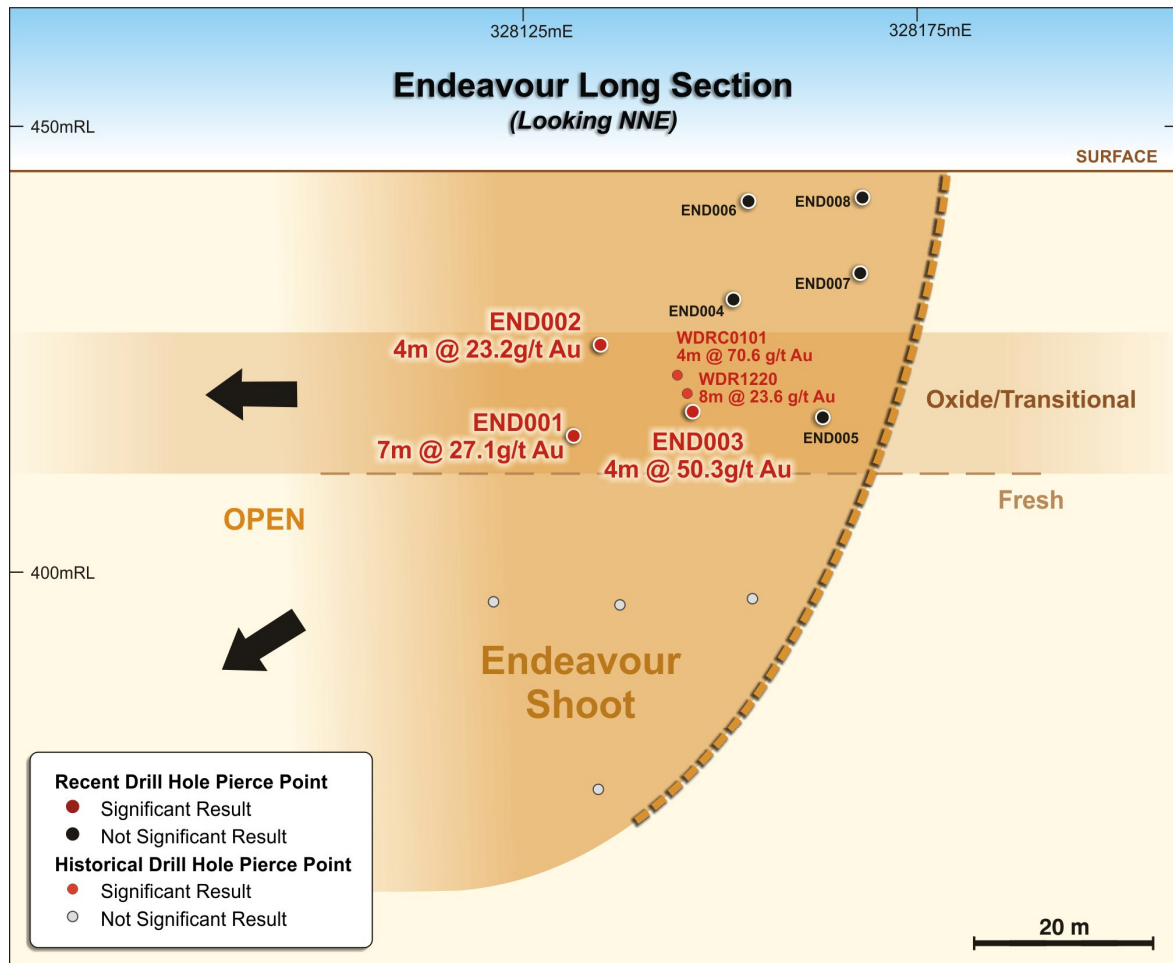 328125mE
328175mE
Endeavour Long Section
(Looking NNE)
450mRL
SURFACE
END006
END008
END007
END004
END002
4m @ 23.2g/t Au
WDRC0101
4m @ 70.6 g/t Au
WDR1220
8m @ 23.6 g/t Au
Oxide/Transitional
END001
7m @ 27.1g/t Au
END003
4m @ 50.3g/t Au
END005
Fresh
OPEN
400mRL
Endeavour
Shoot
Recent Drill Hole Pierce Point
Significant Result
Not Significant Result
Historical Drill Hole Pierce Point
Significant Result
Not Significant Result
20 m